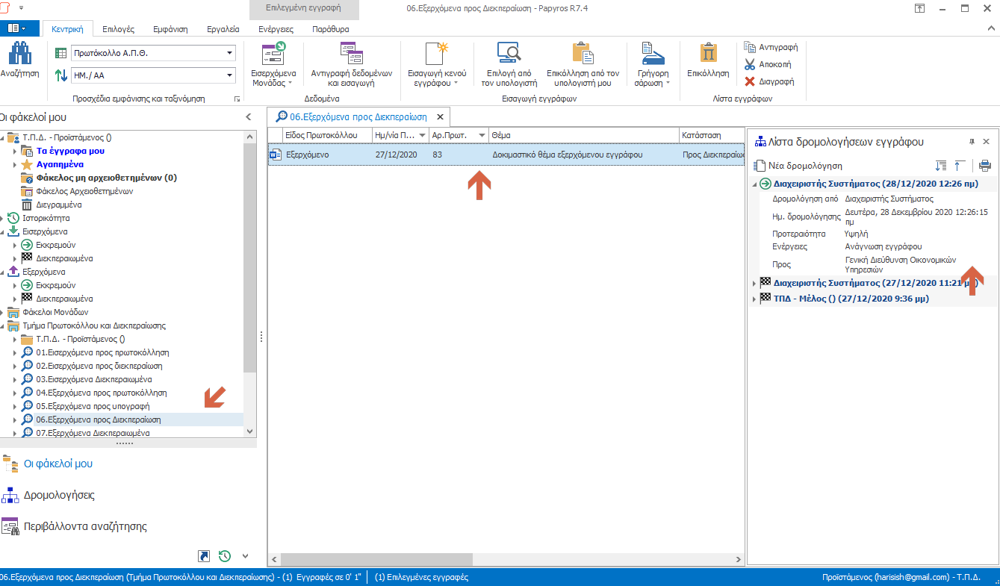 Επιλεγμένη εγγραφή
06.Εξερχόμενα προς Διεκπεραίωση - Papyros R7.4
Κεντρική
Επιλογές
Εμφάνιση
Εργαλεία
Ενέργειες
Παράθυρα
Αναζήτηση
Πρωτόκολλο Α.Π.Θ.
ΗΜ./ ΑΑ
Προσχέδια εμφάνισης και ταξινόμηση
Εισερχόμενα
Μονάδας
Αντιγραφή δεδομένων
και εισαγωγή
Δεδομένα
Εισαγωγή κενού
εγγράφου
Επιλογή από
τον υπολογιστή
Επικόλληση από τον
υπολογιστή μου
Γρήγορη
σάρωση
Εισαγωγή εγγράφων
Επικόλληση
Αντιγραφή
Αποκοπή
Διαγραφή
Λίστα εγγράφων
Οι φάκελοί μου
Τ.Π.Δ. - Προϊστάμενος ()
Τα έγγραφα μου
Αγαπημένα
Φάκελος μη αρχειοθετημένων (0)
Φάκελος Αρχειοθετημένων
Διεγραμμένα
Ιστορικότητα
Εισερχόμενα
Εκκρεμούν
Διεκπεραιωμένα
Εξερχόμενα
Εκκρεμούν
Διεκπεραιωμένα
Φάκελοι Μονάδων
Τμήμα Πρωτοκόλλου και Διεκπεραίωσης
Τ.Π.Δ. - Προϊστάμενος ()
01.Εισερχόμενα προς πρωτοκόλληση
02.Εισερχόμενα προς διεκπεραίωση
03.Εισερχόμενα Διεκπεραιωμένα
04.Εξερχόμενα προς πρωτοκόλληση
05.Εξερχόμενα προς υπογραφή
06.Εξερχόμενα προς Διεκπεραίωση
07.Εξερχόμενα Διεκπεραιωμένα
Οι φάκελοί μου
Δρομολογήσεις
Περιβάλλοντα αναζήτησης
06.Εξερχόμενα προς Διεκπεραίωση
Είδος Πρωτοκόλλου
Ημ/νία Π...
Αρ.Πρωτ.
Θέμα
Κατάσταση
Εξερχόμενο
27/12/2020
83
Δοκιμαστικό θέμα εξερχόμενου εγγράφου
Προς Διεκπεραίωσ
Λίστα δρομολογήσεων εγγράφου
Νέα δρομολόγηση
Διαχειριστής Συστήματος (28/12/2020 12:26 πμ)
Δρομολόγηση από Διαχειριστής Συστήματος
Ημ. δρομολόγησης Δευτέρα, 28 Δεκεμβρίου 2020 12:26:15
πμ
Προτεραιότητα Υψηλή
Ενέργειες Ανάγνωση εγγράφου
Προς Γενική Διεύθυνση Οικονομικών
Υπηρεσιών
Διαχειριστής Συστήματος (27/12/2020 11:21 μμ)
ΤΠΔ - Μέλος () (27/12/2020 9:36 μμ)
06.Εξερχόμενα προς Διεκπεραίωση (Τμήμα Πρωτοκόλλου και Διεκπεραίωσης) - (1) Εγγραφές σε 0' 1"
(1) Επιλεγμένες εγγραφές
Προϊστάμενος (harisish@gmail.com) - Τ.Π.Δ.